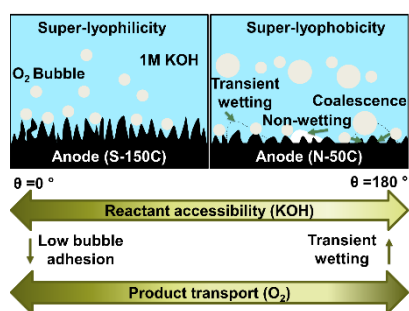 Super-lyophilicity
Super-lyophobicity
O₂ Bubble
1M KOH
Transient
wetting
Coalescence
Non-wetting
Anode (S-150C)
Anode (N-50C)
θ =0 °
θ =180 °
Reactant accessibility (KOH)
Low bubble
adhesion
Transient
wetting
Product transport (O₂)